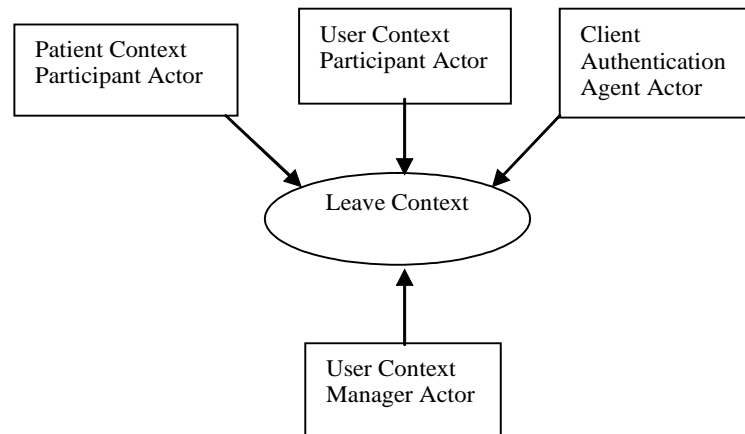 Patient Context
Participant Actor
User Context
Participant Actor
Client
Authentication
Agent Actor
Leave Context
User Context
Manager Actor